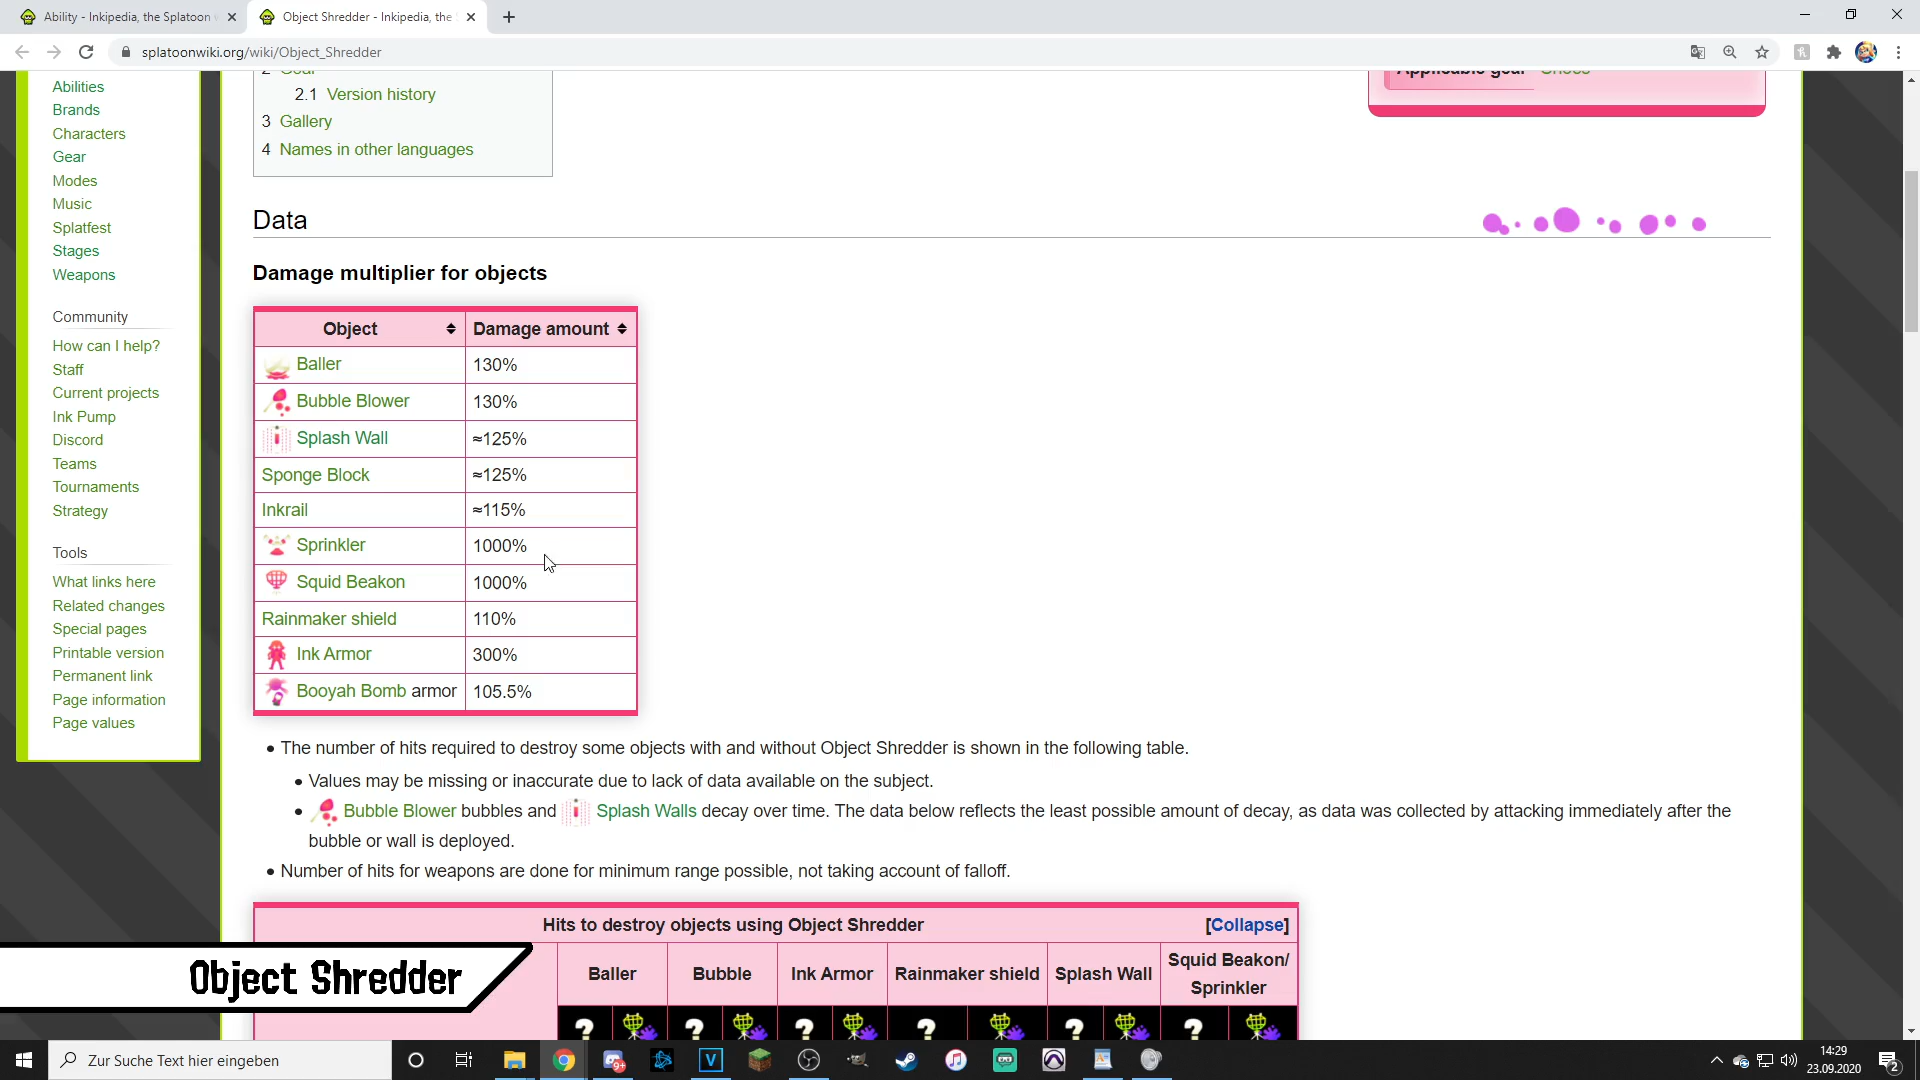 Ability - Inkipedia, the Splatoon
Object Shredder - Inkipedia, the
splatoonwiki.org/wiki/Object_Shredder
Abilities
Brands
Characters
Gear
Modes
Music
Splatfest
Stages
Weapons
Community
How can I help?
Staff
Current projects
Ink Pump
Discord
Teams
Tournaments
Strategy
Tools
What links here
Related changes
Special pages
Printable version
Permanent link
Page information
Page values
2 Gear
2.1 Version history
3 Gallery
4 Names in other languages
Applicable gear Shoes
Data
Damage multiplier for objects
Object Damage amount
Baller 130%
Bubble Blower 130%
Splash Wall ≈125%
Sponge Block ≈125%
Inkrail ≈115%
Sprinkler 1000%
Squid Beakon 1000%
Rainmaker shield 110%
Ink Armor 300%
Booyah Bomb armor 105.5%
The number of hits required to destroy some objects with and without Object Shredder is shown in the following table.
Values may be missing or inaccurate due to lack of data available on the subject.
Bubble Blower bubbles and Splash Walls decay over time. The data below reflects the least possible amount of decay, as data was collected by attacking immediately after the
bubble or wall is deployed.
Number of hits for weapons are done for minimum range possible, not taking account of falloff.
Hits to destroy objects using Object Shredder [Collapse]
Baller Bubble Ink Armor Rainmaker shield Splash Wall Squid Beakon/
Sprinkler
? ? ? ? ? ?
Object Shredder
Zur Suche Text hier eingeben
9+
V
14:29
23.09.2020
2